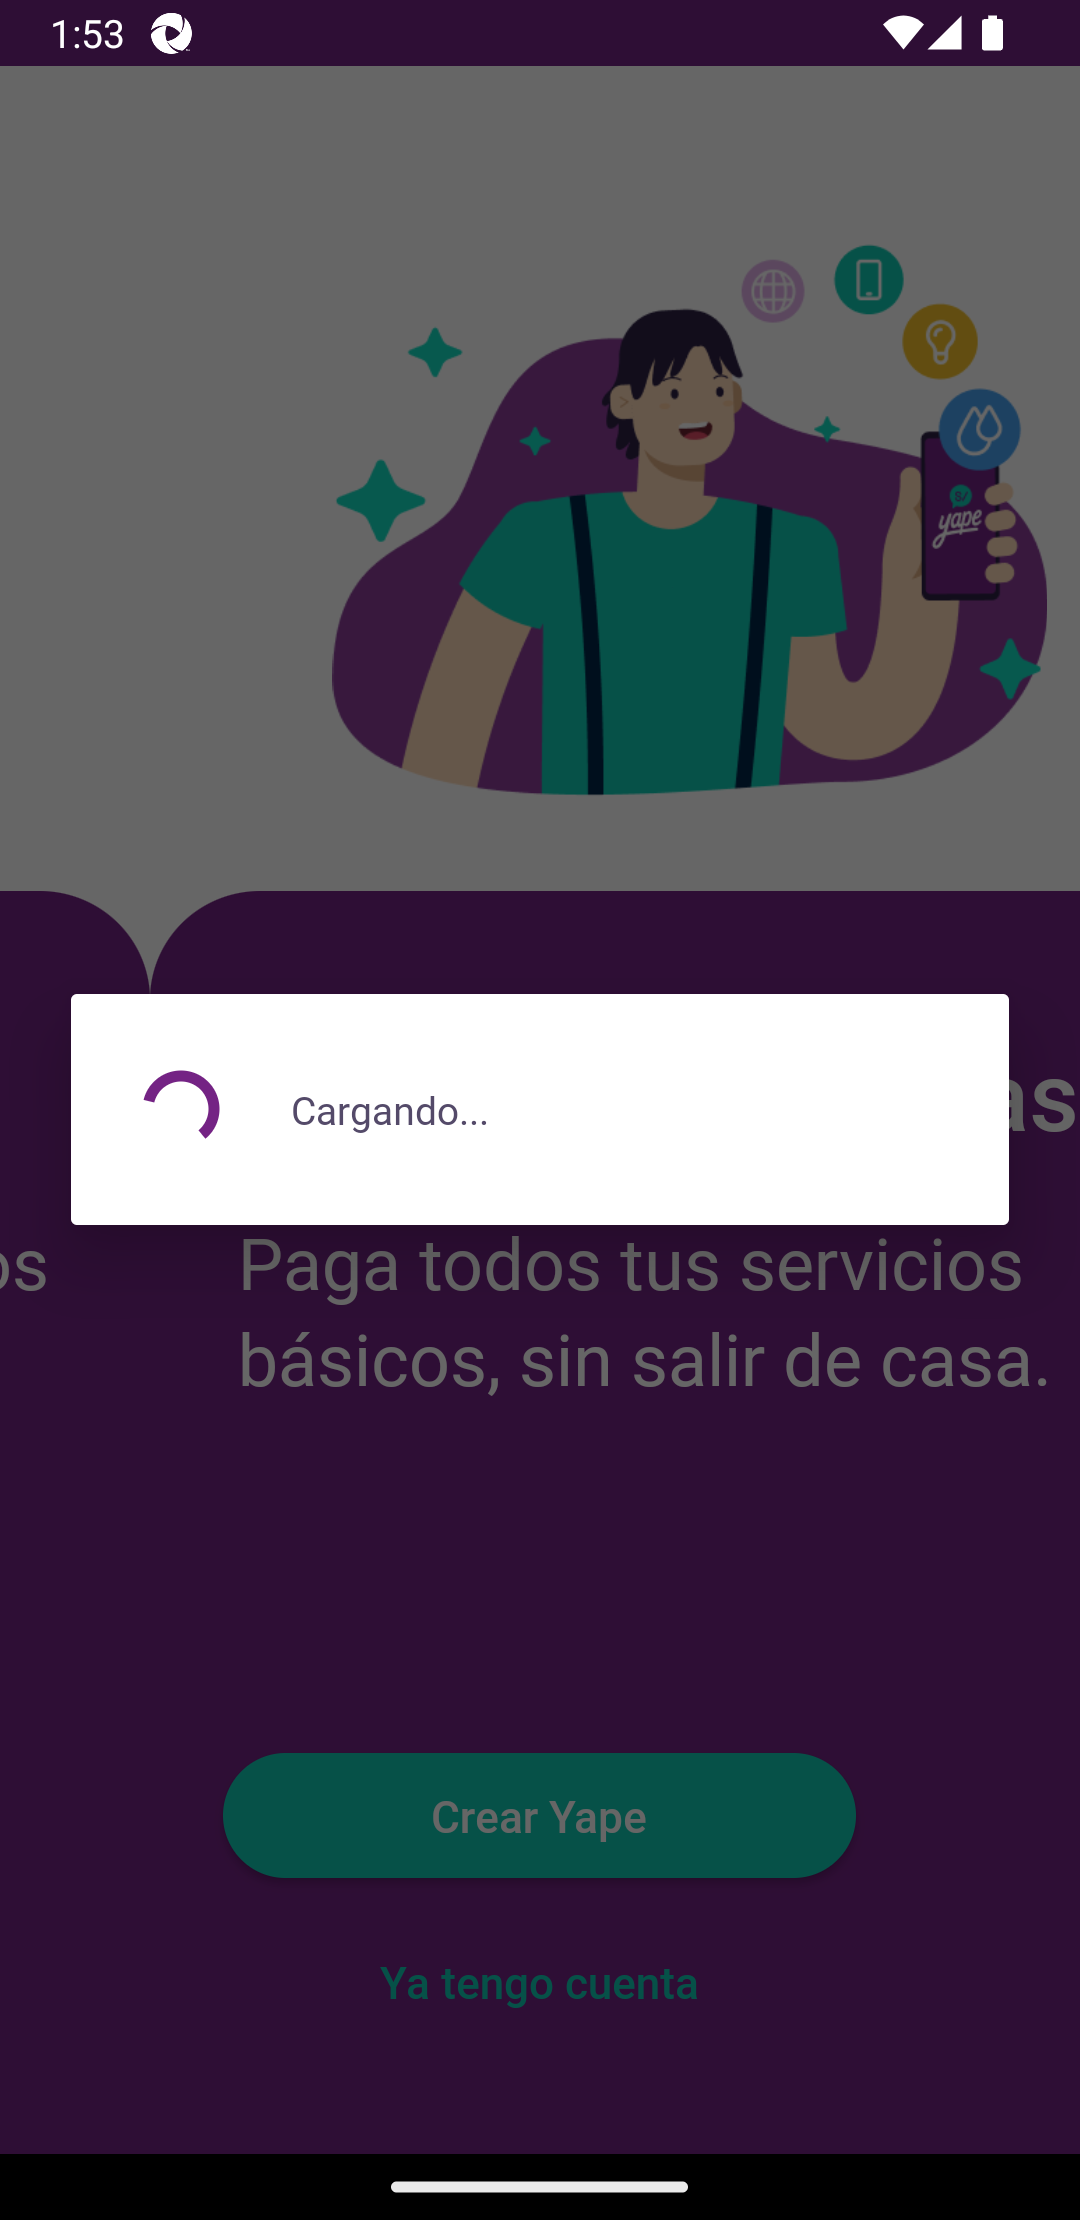 1:53
S/
yape
Cargando...
as
os
Paga todos tus servicios
básicos, sin salir de casa.
Crear Yape
Ya tengo cuenta